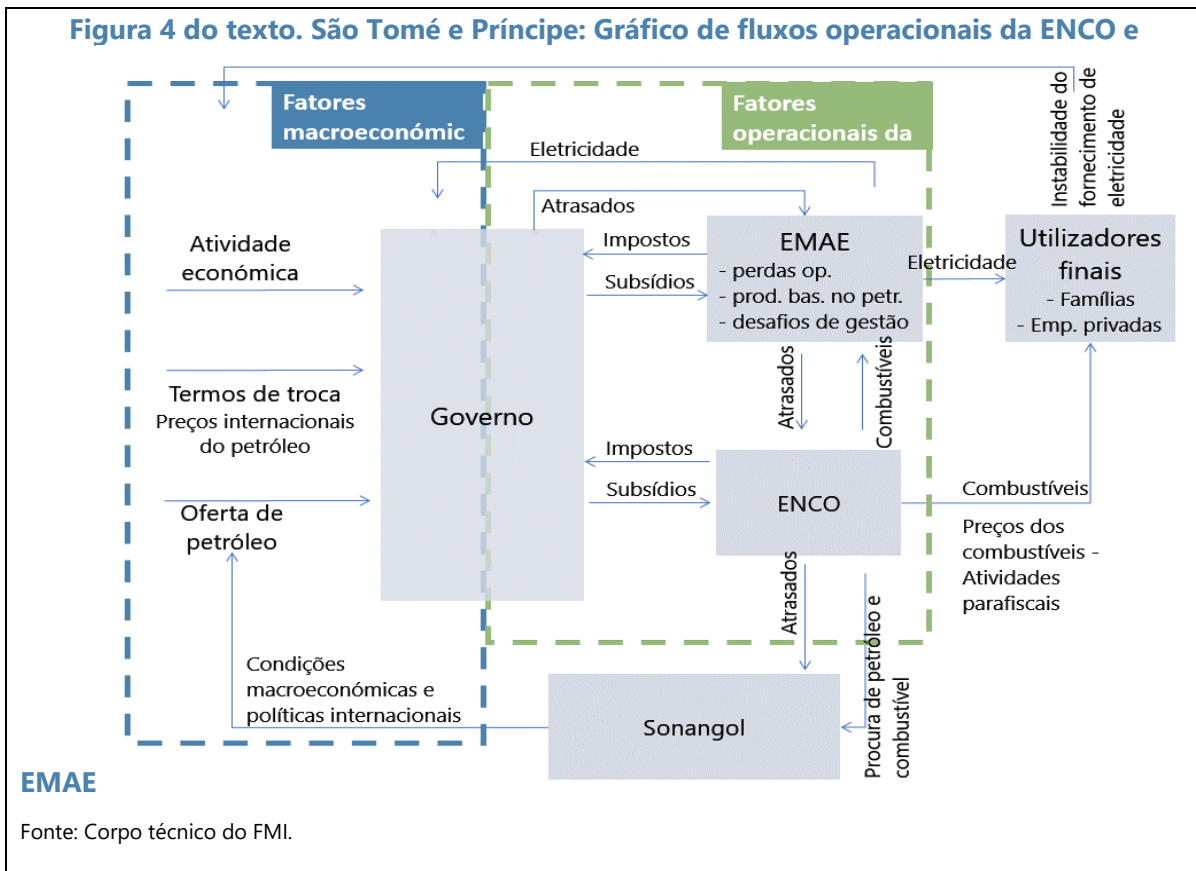 Figura 4 do texto. São Tomé e Príncipe: Gráfico de fluxos operacionais da ENCO e
Fatores
macroeconómic
Fatores
operacionais da
Instabilidade do
fornecimento de
eletricidade
Eletricidade
Atrasados
Atividade
económica
Impostos
Subsídios
EMAE
- perdas op.
- prod. bas. no petr.
- desafios de gestão
Eletricidade
Utilizadores
finais
- Famílias
- Emp. privadas
Termos de troca
Preços internacionais
do petróleo
Governo
Atrasados
Combustíveis
Impostos
Subsídios
ENCO
Combustíveis
Preços dos
combustíveis -
Atividades
parafiscais
Oferta de
petróleo
Atrasados
Procura de petróleo e
combustível
Condições
macroeconómicas e
políticas internacionais
Sonangol
EMAE
Fonte: Corpo técnico do FMI.